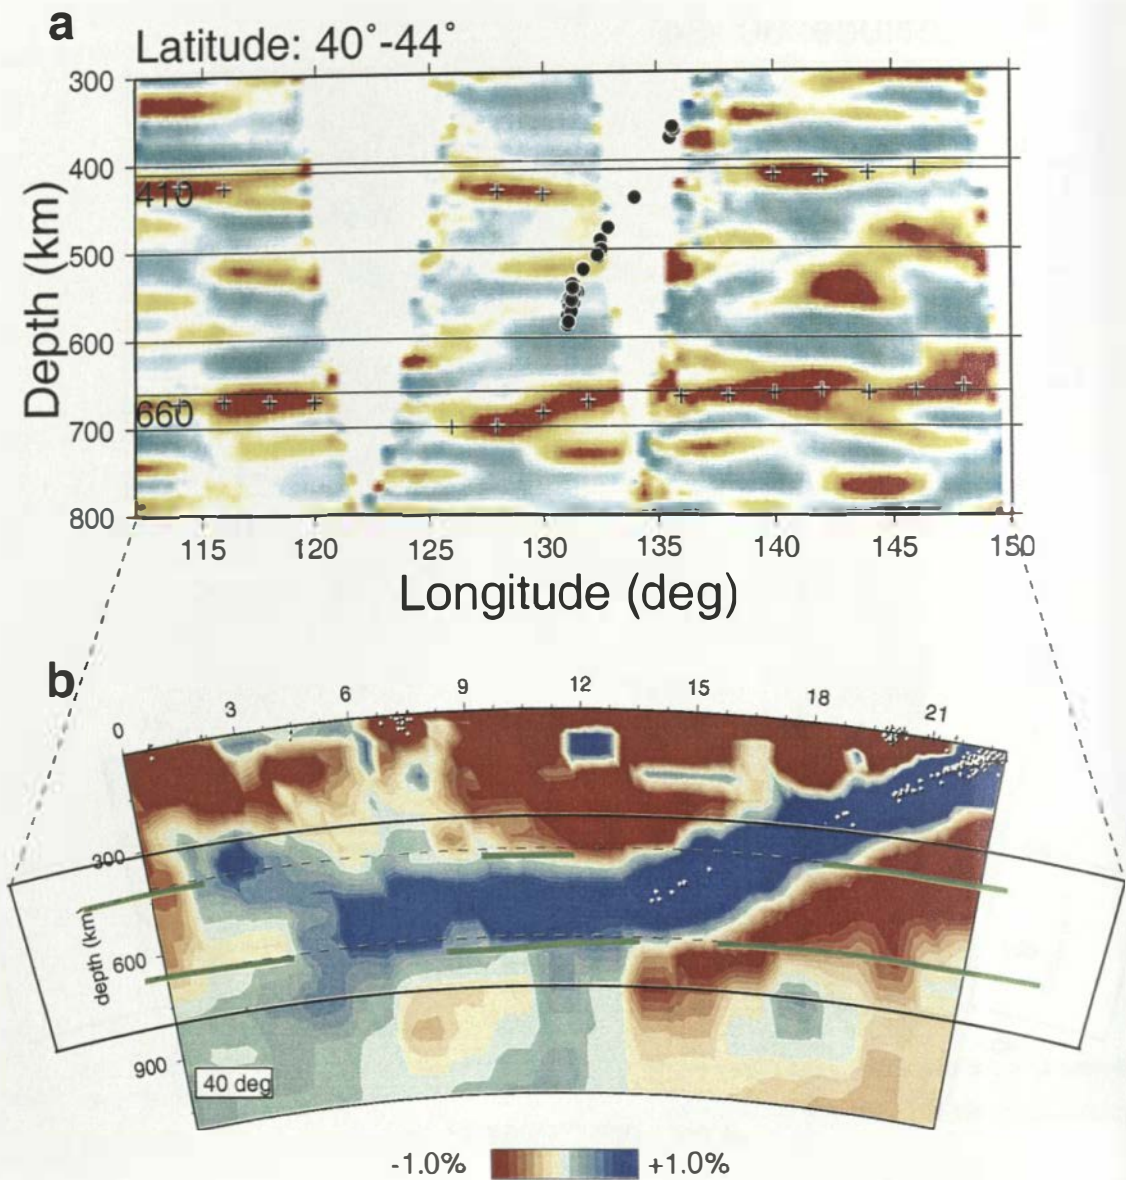 a
Latitude: 40°-44°
300
400
410
500
600
660
700
800
Depth (km)
115 120 125 130 135 140 145 150
Longitude (deg)
b
0 3 6 9 12 15 18 21
300
600
900
depth (km)
40 deg
-1.0% +1.0%